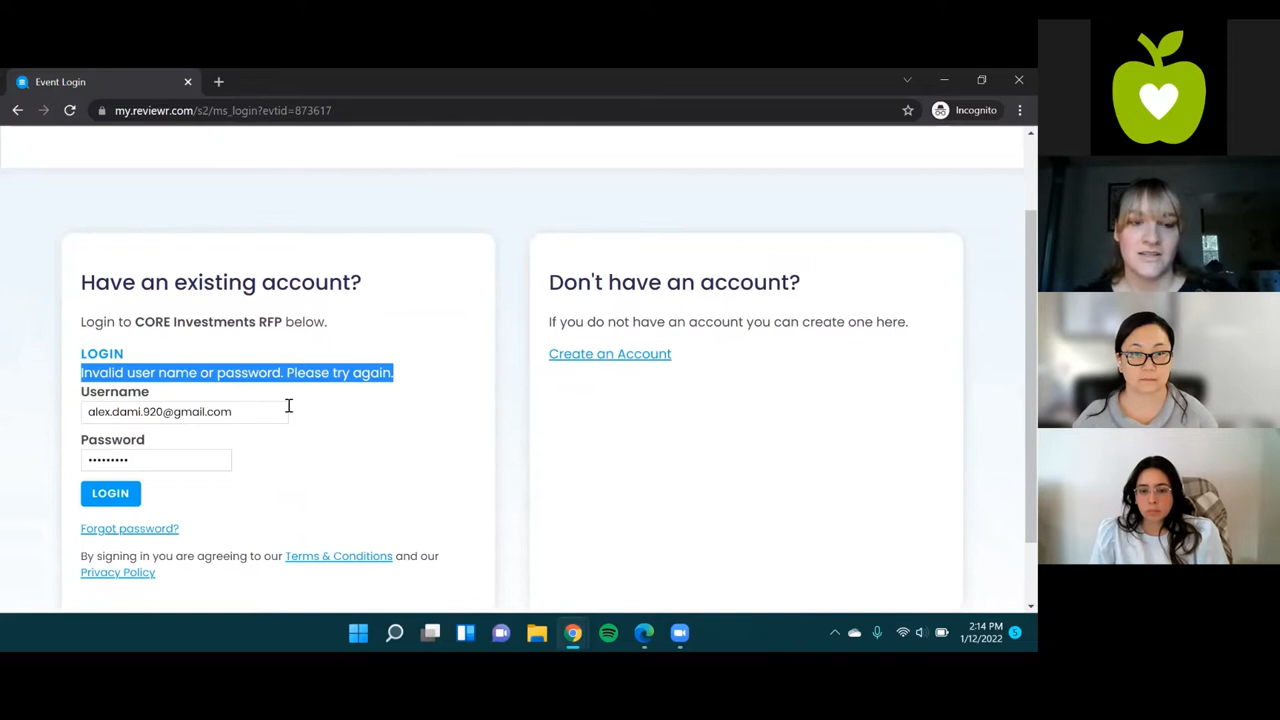 Event Login
my.reviewr.com/s2/ms_login?evtid=873617
Incognito
Have an existing account?
Login to CORE Investments RFP below.
LOGIN
Invalid user name or password. Please try again.
Username
alex.dami.920@gmail.com
Password
•••••••••
LOGIN
Forgot password?
By signing in you are agreeing to our Terms & Conditions and our
Privacy Policy
Don't have an account?
If you do not have an account you can create one here.
Create an Account
2:14 PM
1/12/2022
5